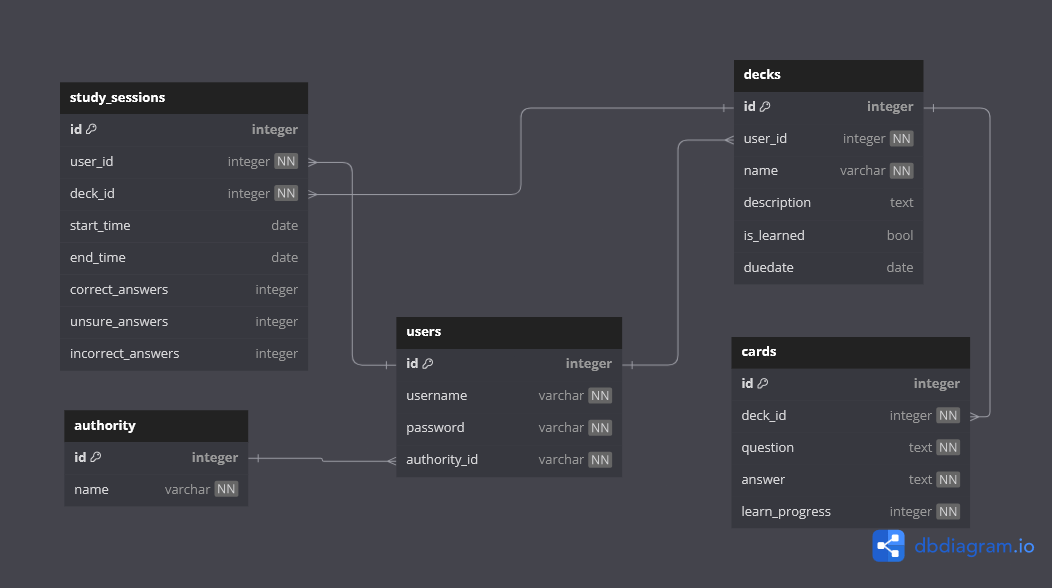 study_sessions
id integer
user_id integer NN
deck_id integer NN
start_time date
end_time date
correct_answers integer
unsure_answers integer
incorrect_answers integer
authority
id integer
name varchar NN
users
id integer
username varchar NN
password varchar NN
authority_id varchar NN
decks
id integer
user_id integer NN
name varchar NN
description text
is_learned bool
duedate date
cards
id integer
deck_id integer NN
question text NN
answer text NN
learn_progress integer NN
dbdiagram.io